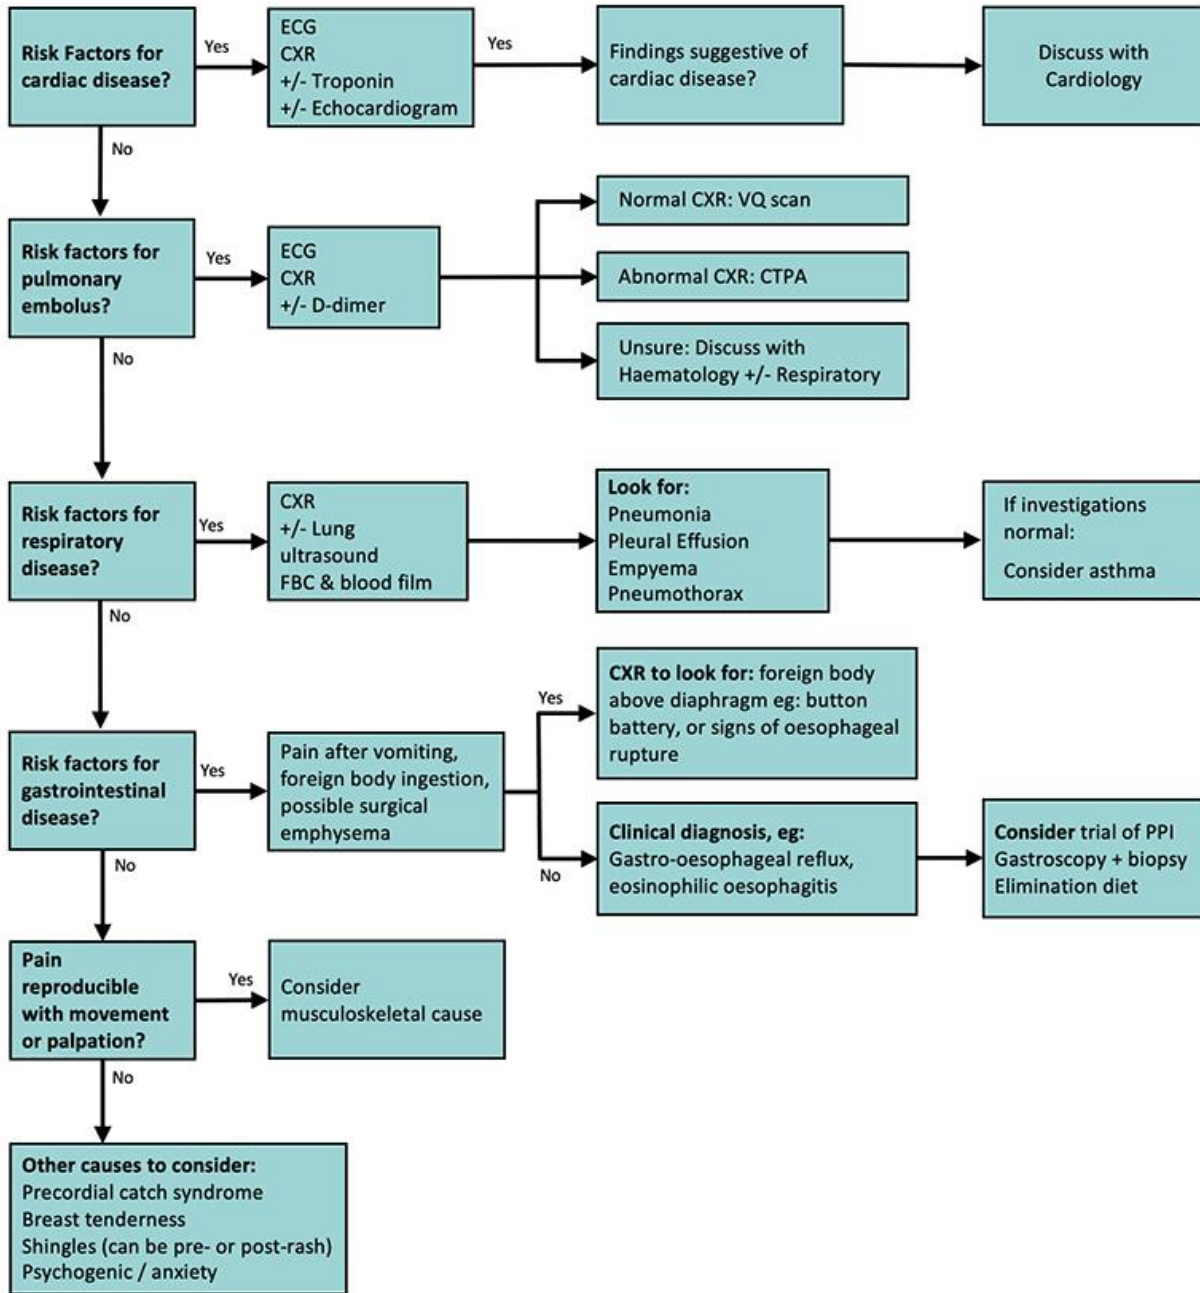 Risk Factors for
cardiac disease?
Yes
ECG
CXR
+/- Troponin
+/- Echocardiogram
Yes
Findings suggestive of
cardiac disease?
Discuss with
Cardiology
No
Risk factors for
pulmonary
embolus?
Yes
ECG
CXR
+/- D-dimer
Normal CXR: VQ scan
Abnormal CXR: CTPA
Unsure: Discuss with
Haematology +/- Respiratory
No
Risk factors for
respiratory
disease?
Yes
CXR
+/- Lung
ultrasound
FBC & blood film
Look for:
Pneumonia
Pleural Effusion
Empyema
Pneumothorax
If investigations
normal:
Consider asthma
No
Risk factors for
gastrointestinal
disease?
Yes
Pain after vomiting,
foreign body ingestion,
possible surgical
emphysema
Yes
CXR to look for: foreign body
above diaphragm eg: button
battery, or signs of oesophageal
rupture
No
Clinical diagnosis, eg:
Gastro-oesophageal reflux,
eosinophilic oesophagitis
Consider trial of PPI
Gastroscopy + biopsy
Elimination diet
No
Pain
reproducible
with movement
or palpation?
Yes
Consider
musculoskeletal cause
No
Other causes to consider:
Precordial catch syndrome
Breast tenderness
Shingles (can be pre- or post-rash)
Psychogenic / anxiety